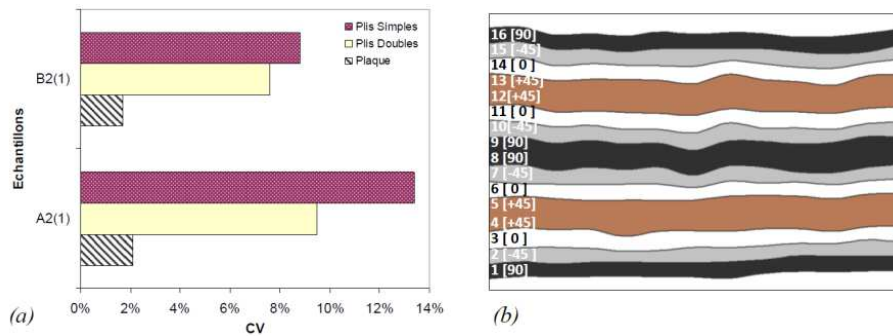 Plis Simples
Plis Doubles
Plaque
Echantillons
B2(1)
A2(1)
0% 2% 4% 6% 8% 10% 12% 14%
CV
(a)
16 [90]
15 [-45]
14 [ 0 ]
13 [+45]
12 [+45]
11 [ 0 ]
10 [-45]
9 [90]
8 [90]
7 [-45]
6 [ 0 ]
5 [+45]
4 [+45]
3 [ 0 ]
2 [-45]
1 [90]
(b)